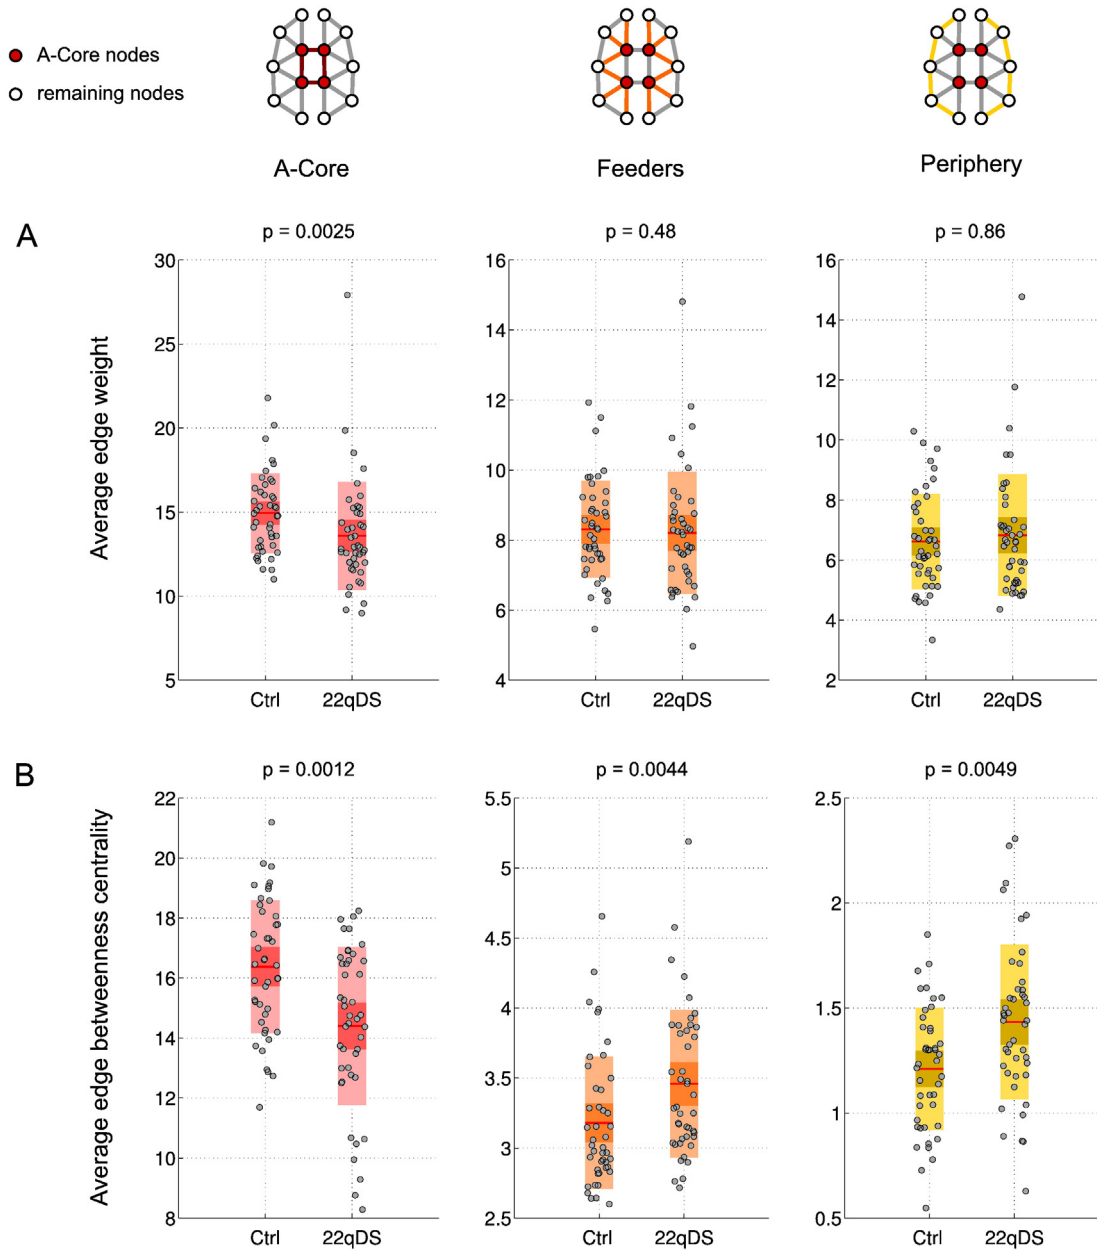 A-Core nodes
remaining nodes
A-Core
Feeders
Periphery
A
p = 0.0025
p = 0.48
p = 0.86
Average edge weight
30
25
20
15
10
5
Ctrl
22qDS
16
14
12
10
8
6
4
Ctrl
22qDS
16
14
12
10
8
6
4
2
Ctrl
22qDS
B
p = 0.0012
p = 0.0044
p = 0.0049
Average edge betweenness centrality
22
20
18
16
14
12
10
8
Ctrl
22qDS
5.5
5
4.5
4
3.5
3
2.5
Ctrl
22qDS
2.5
2
1.5
1
0.5
Ctrl
22qDS